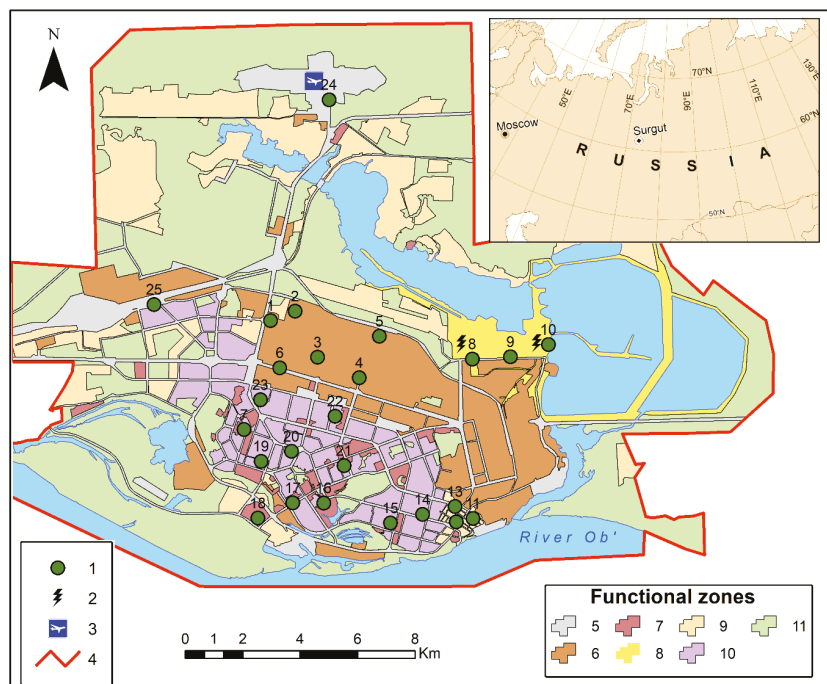 N
70°N
130°E
50°E
70°E
90°E
110°E
60°N
Moscow
Surgut
RUSSIA
50°N
24
25
1
2
5
10
8
9
3
6
4
23
22
7
20
19
21
17
16
18
15
14
13
11
12
River Ob'
1
2
3
4
0 1 2 4 6 8
Km
Functional zones
5 7 9 11
6 8 10